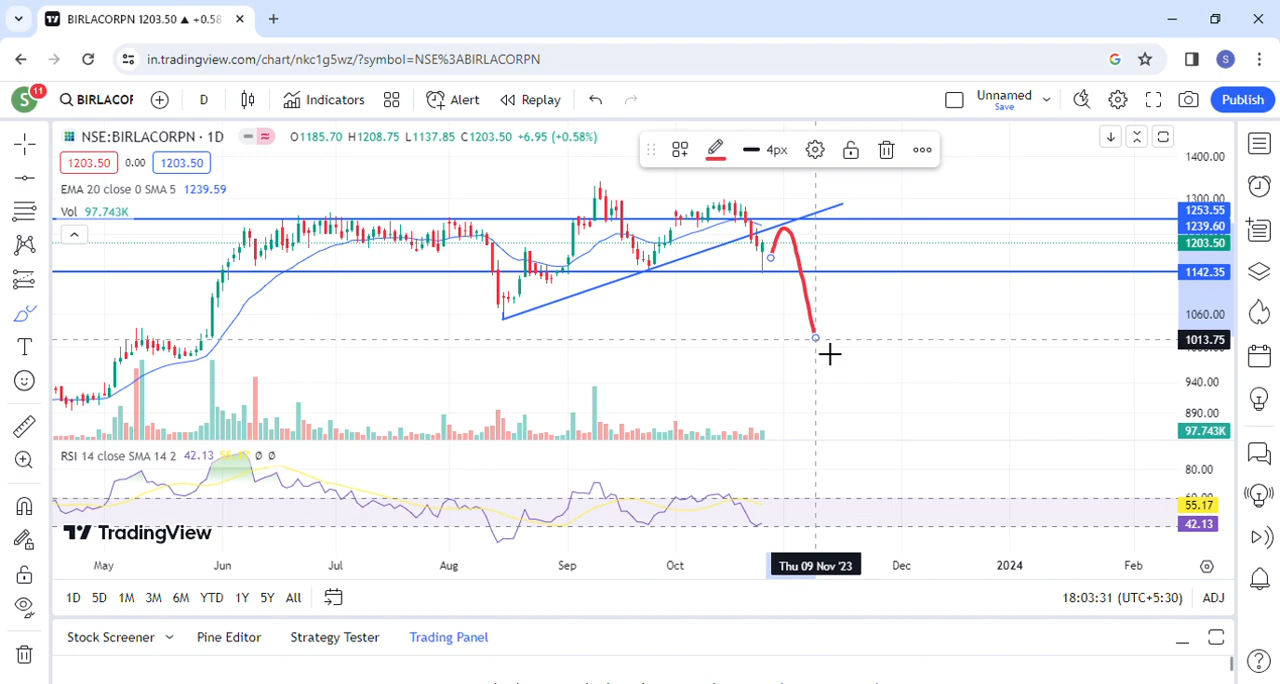 BIRLACORPN 1203.50 ▲ +0.58
in.tradingview.com/chart/nkc1g5wz/?symbol=NSE%3ABIRLACORPN
S 11 BIRLACOR D Indicators Alert Replay Unnamed Save Publish
NSE:BIRLACORPN · 1D O1185.70 H1208.75 L1137.85 C1203.50 +6.95 (+0.58%)
1203.50 0.00 1203.50
4px
EMA 20 close 0 SMA 5 1239.59
Vol 97.743K
1400.00
1300.00
1253.55
1239.60
1203.50
1142.35
1060.00
1013.75
940.00
890.00
97.743K
RSI 14 close SMA 14 2 42.13 Ø Ø
80.00
55.17
42.13
TradingView
May Jun Jul Aug Sep Oct Thu 09 Nov '23 Dec 2024 Feb
1D 5D 1M 3M 6M YTD 1Y 5Y All 18:03:31 (UTC+5:30) ADJ
Stock Screener Pine Editor Strategy Tester Trading Panel